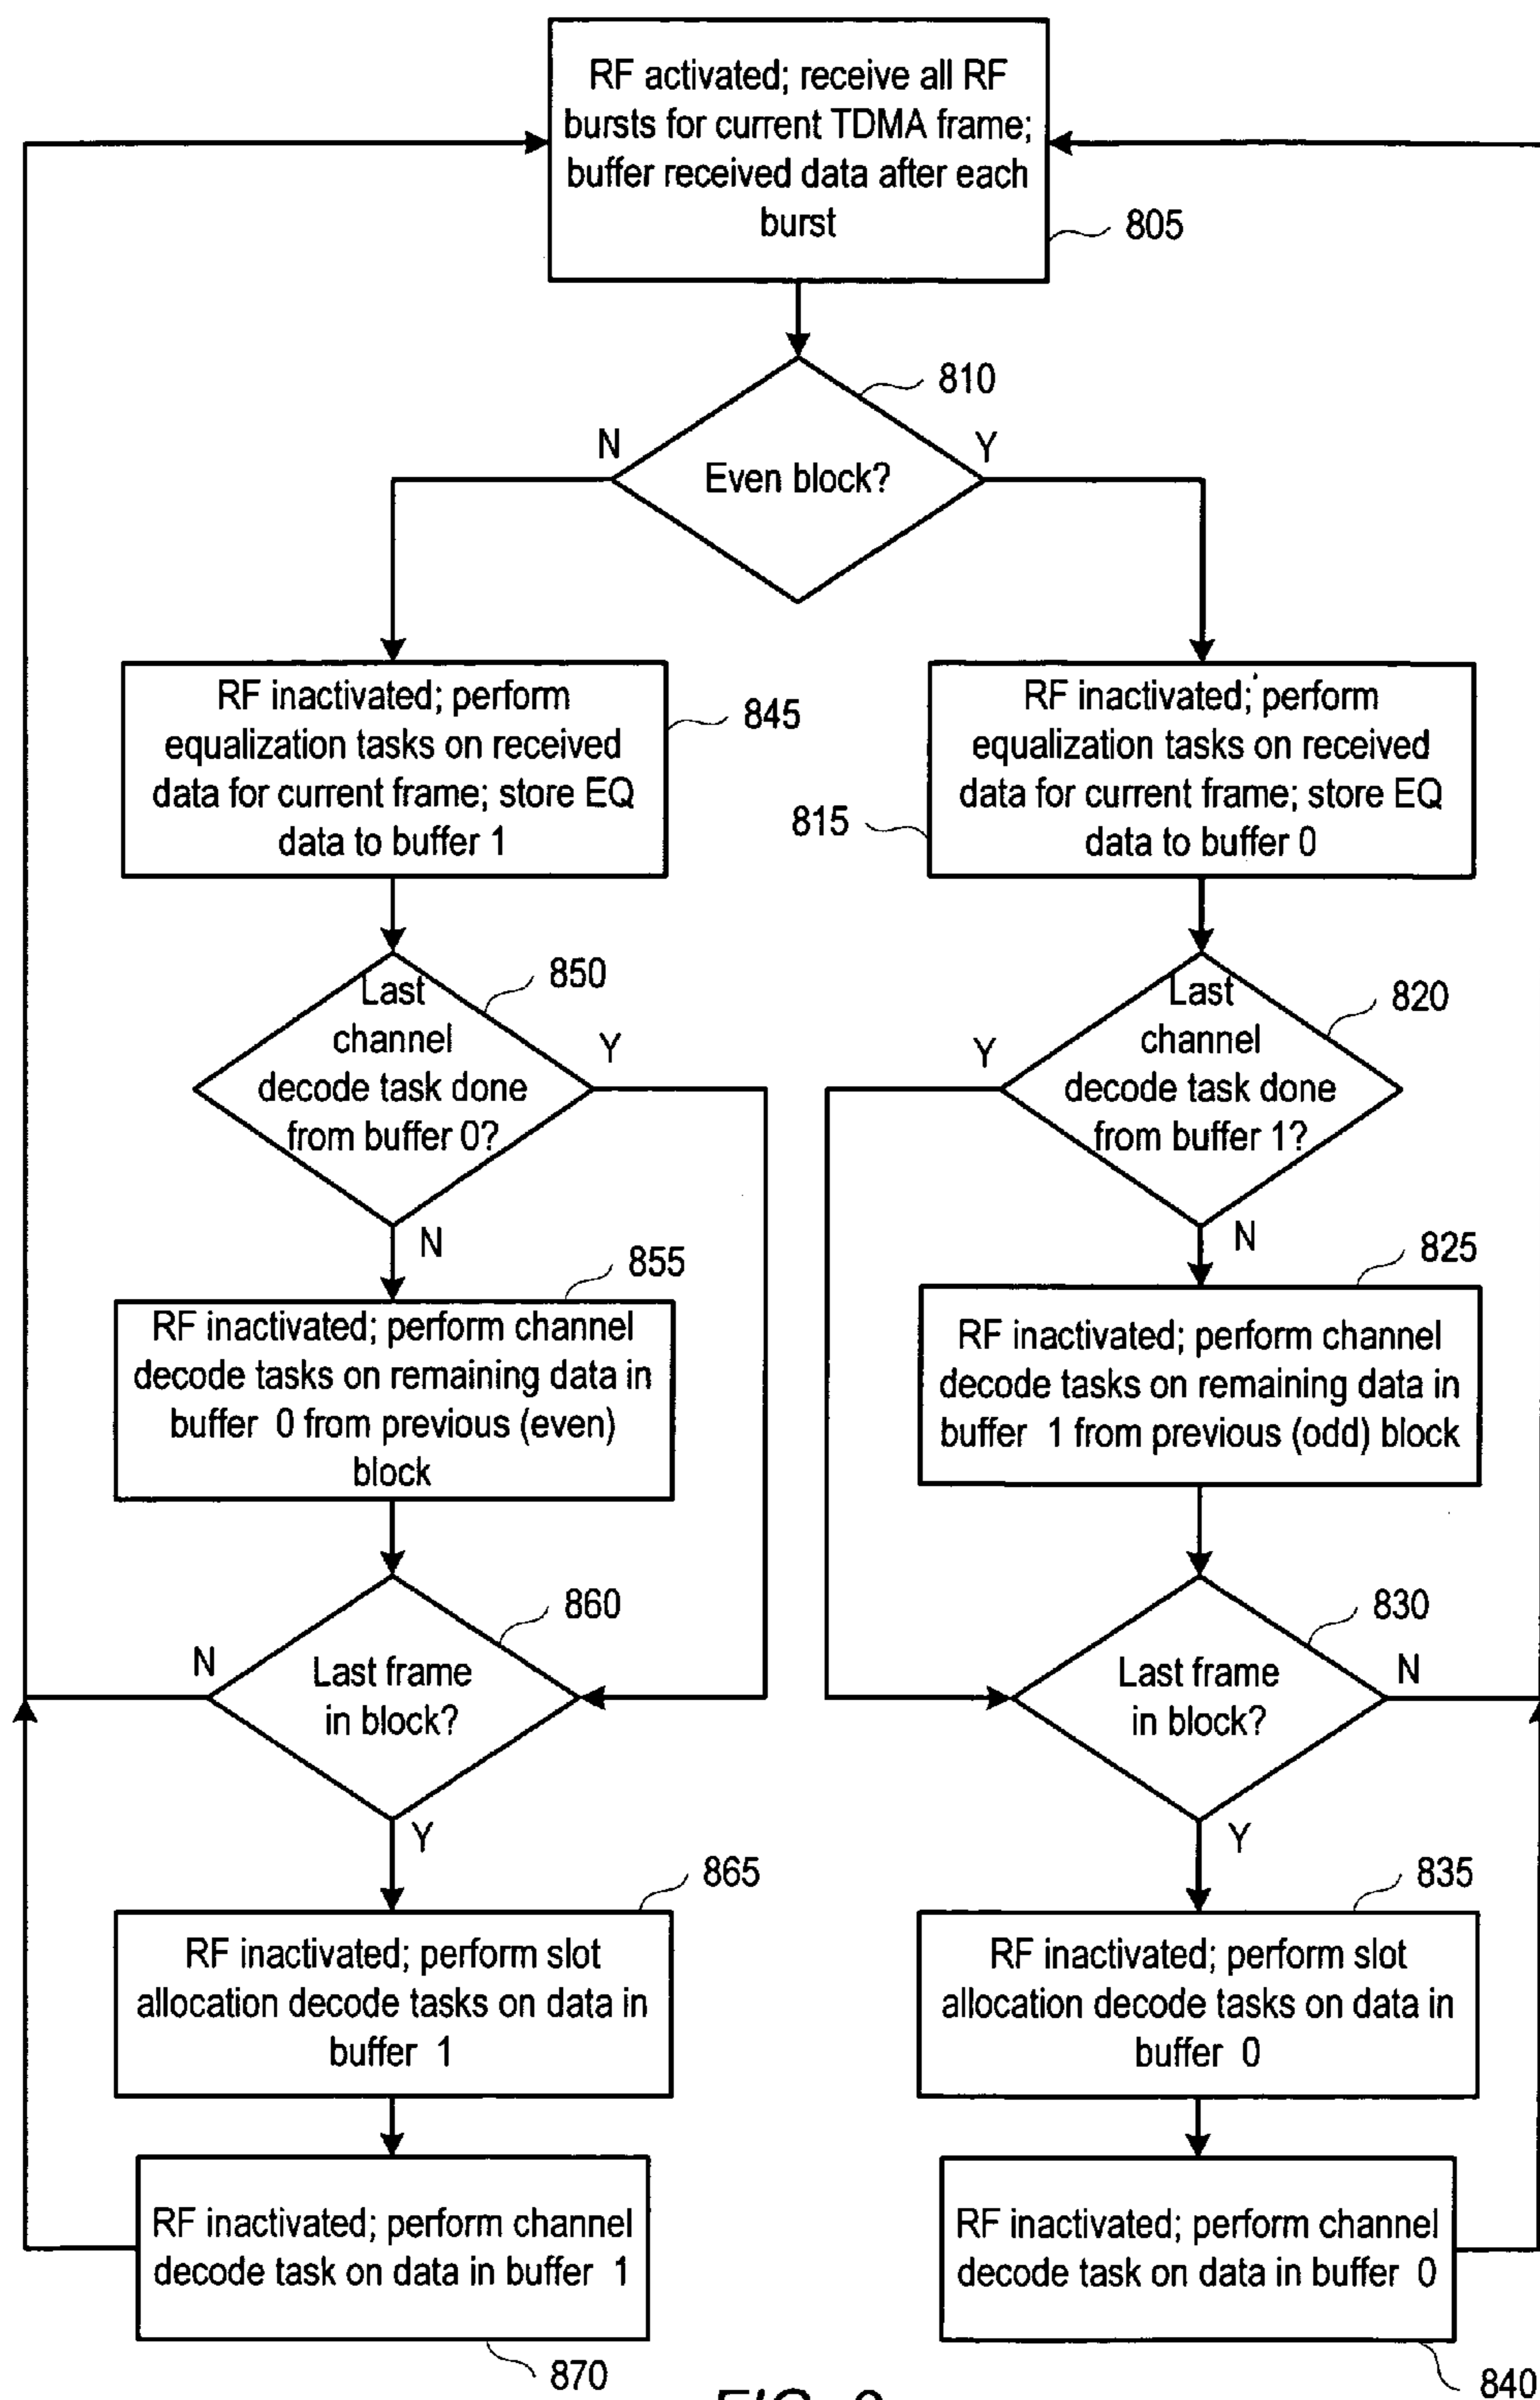 RF activated; receive all RF
bursts for current TDMA frame;
buffer received data after each
burst
805
810
N
Y
Even block?
RF inactivated; perform
equalization tasks on received
data for current frame; store EQ
data to buffer 1
845
RF inactivated; perform
equalization tasks on received
data for current frame; store EQ
data to buffer 0
815
Last
channel
decode task done
from buffer 0?
850
Y
N
Last
channel
decode task done
from buffer 1?
820
Y
N
855
RF inactivated; perform channel
decode tasks on remaining data in
buffer 0 from previous (even)
block
825
RF inactivated; perform channel
decode tasks on remaining data in
buffer 1 from previous (odd) block
860
N
Last frame
in block?
Y
830
N
Last frame
in block?
Y
865
RF inactivated; perform slot
allocation decode tasks on data in
buffer 1
835
RF inactivated; perform slot
allocation decode tasks on data in
buffer 0
RF inactivated; perform channel
decode task on data in buffer 1
870
RF inactivated; perform channel
decode task on data in buffer 0
840